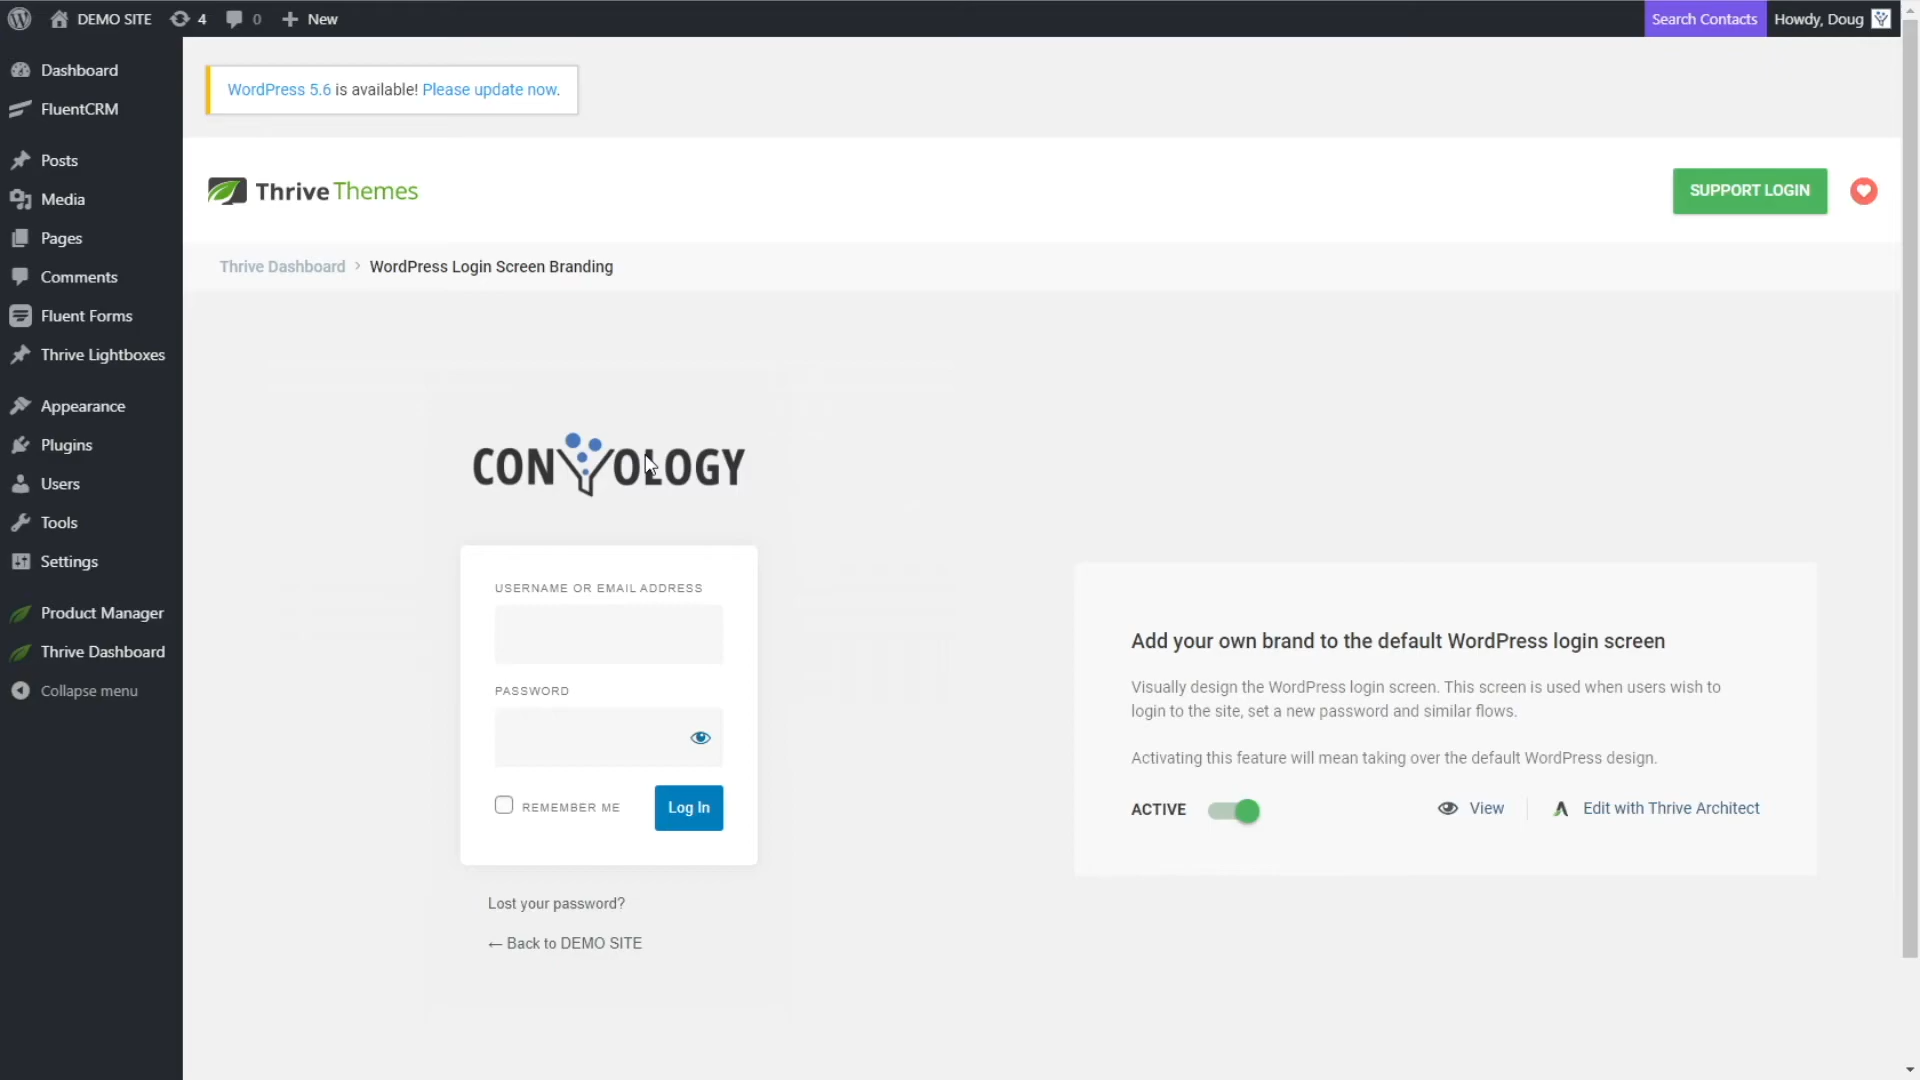 DEMO SITE 4 0 New
Search Contacts Howdy, Doug
Dashboard
FluentCRM
Posts
Media
Pages
Comments
Fluent Forms
Thrive Lightboxes
Appearance
Plugins
Users
Tools
Settings
Product Manager
Thrive Dashboard
Collapse menu
WordPress 5.6 is available! Please update now.
Thrive Themes
SUPPORT LOGIN
Thrive Dashboard > WordPress Login Screen Branding
CONYOLOGY
USERNAME OR EMAIL ADDRESS
PASSWORD
REMEMBER ME
Log In
Lost your password?
← Back to DEMO SITE
Add your own brand to the default WordPress login screen
Visually design the WordPress login screen. This screen is used when users wish to
login to the site, set a new password and similar flows.
Activating this feature will mean taking over the default WordPress design.
ACTIVE
View
Edit with Thrive Architect